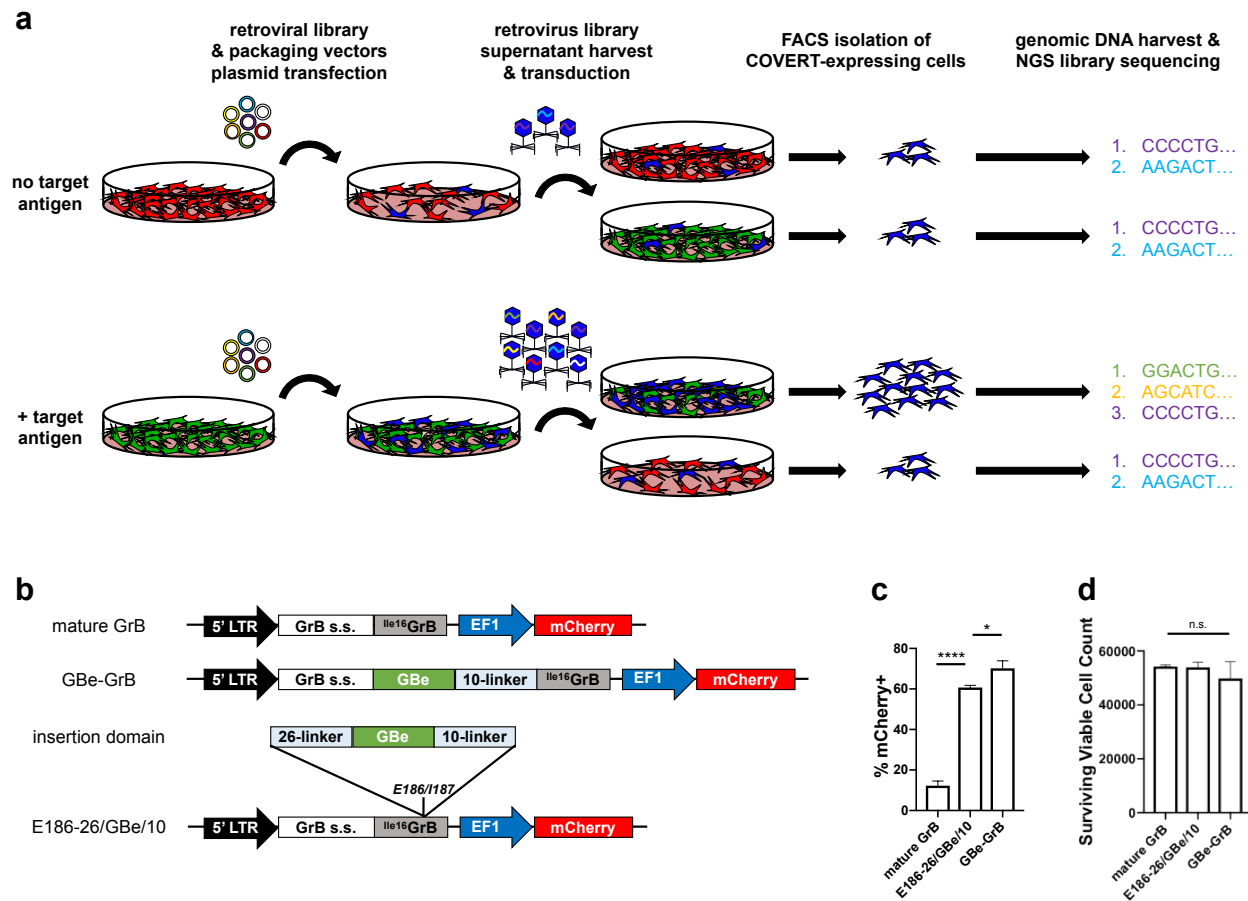 a
retroviral library
& packaging vectors
plasmid transfection
retrovirus library
supernatant harvest
& transduction
FACS isolation of
COVERT-expressing cells
genomic DNA harvest &
NGS library sequencing
no target
antigen
1. CCCCTG…
2. AAGACT…
1. CCCCTG…
2. AAGACT…
+ target
antigen
1. GGACTG…
2. AGCATC…
3. CCCCTG…
1. CCCCTG…
2. AAGACT…
b
mature GrB
5' LTR GrB s.s. Ile16GrB EF1 mCherry
GBe-GrB
5' LTR GrB s.s. GBe 10-linker Ile16GrB EF1 mCherry
insertion domain
26-linker GBe 10-linker
E186/I187
E186-26/GBe/10
5' LTR GrB s.s. Ile16GrB EF1 mCherry
c
% mCherry+
80
60
40
20
0
****
*
mature GrB
E186-26/GBe/10
GBe-GrB
d
Surviving Viable Cell Count
60000
40000
20000
0
n.s.
mature GrB
E186-26/GBe/10
GBe-GrB